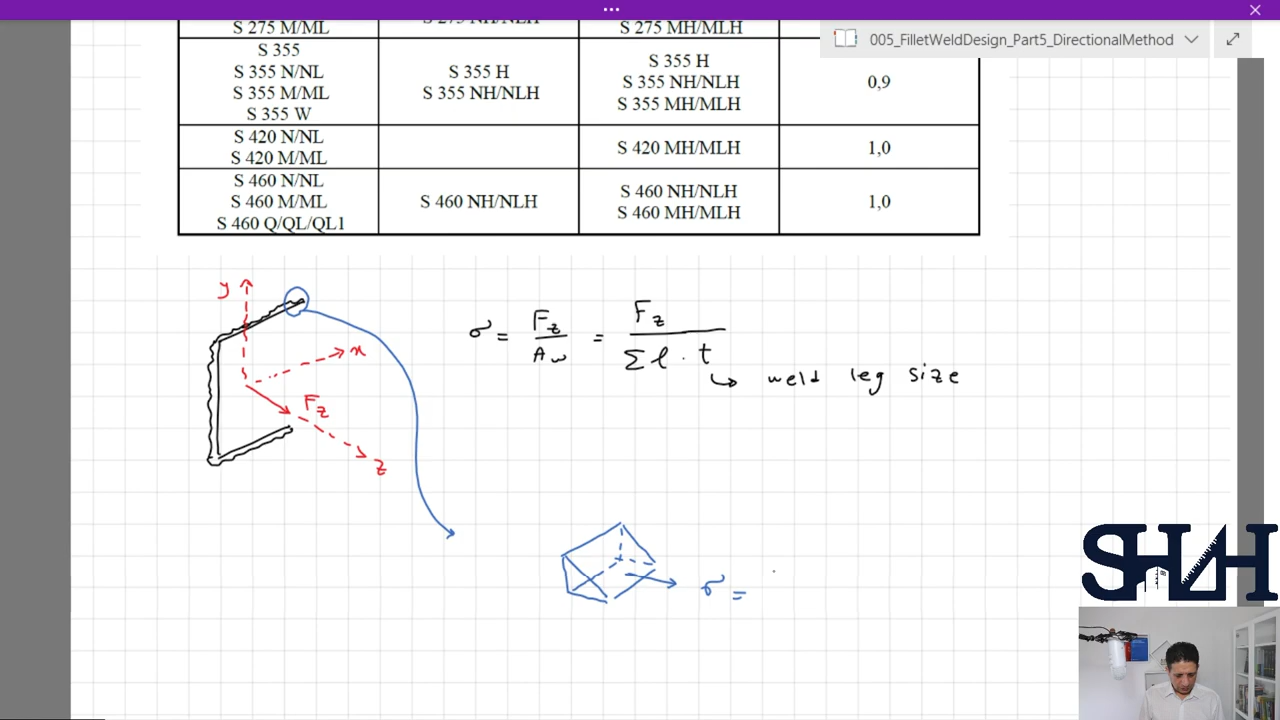 005_FilletWeldDesign_Part5_DirectionalMethod
S 275 M/ML
S 275 MH/MLH
S 355
S 355 N/NL
S 355 M/ML
S 355 W
S 355 H
S 355 NH/NLH
S 355 H
S 355 NH/NLH
S 355 MH/MLH
0,9
S 420 N/NL
S 420 M/ML
S 420 MH/MLH
1,0
S 460 N/NL
S 460 M/ML
S 460 Q/QL/QL1
S 460 NH/NLH
S 460 NH/NLH
S 460 MH/MLH
1,0
y
x
Fz
z
σ = Fz / Aw = Fz / Σl · t
weld leg size
σ =
SHAH